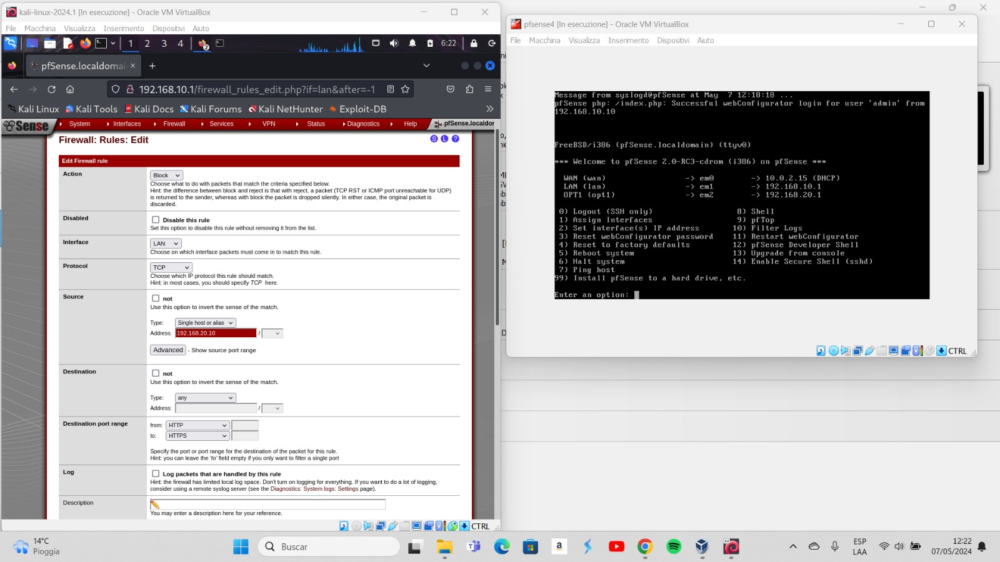 kali-linux-2024.1 [In esecuzione] - Oracle VM VirtualBox
File Macchina Visualizza Inserimento Dispositivi Aiuto
1 2 3 4 2 6:22
pfSense.localdomai
192.168.10.1/firewall_rules_edit.php?if=lan&after=-1
Kali Linux Kali Tools Kali Docs Kali Forums Kali NetHunter Exploit-DB
Sense System Interfaces Firewall Services VPN Status Diagnostics Help pfSense.localdor
Firewall: Rules: Edit
S L ?
Edit Firewall rule
Action
Block
Choose what to do with packets that match the criteria specified below.
Hint: the difference between block and reject is that with reject, a packet (TCP RST or ICMP port unreachable for UDP)
is returned to the sender, whereas with block the packet is dropped silently. In either case, the original packet is
discarded.
Disabled
Disable this rule
Set this option to disable this rule without removing it from the list.
Interface
LAN
Choose on which interface packets must come in to match this rule.
Protocol
TCP
Choose which IP protocol this rule should match.
Hint: in most cases, you should specify TCP here.
Source
not
Use this option to invert the sense of the match.
Type: Single host or alias
Address: 192.168.20.10 /
Advanced - Show source port range
Destination
not
Use this option to invert the sense of the match.
Type: any
Address: /
Destination port range
from: HTTP
to: HTTPS
Specify the port or port range for the destination of the packet for this rule.
Hint: you can leave the 'to' field empty if you only want to filter a single port
Log
Log packets that are handled by this rule
Hint: the firewall has limited local log space. Don't turn on logging for everything. If you want to do a lot of logging,
consider using a remote syslog server (see the Diagnostics: System logs: Settings page).
Description
You may enter a description here for your reference.
CTRL
pfsense4 [In esecuzione] - Oracle VM VirtualBox
File Macchina Visualizza Inserimento Dispositivi Aiuto
Message from syslogd@pfSense at May 7 12:18:18 ...
pfSense php: /index.php: Successful webConfigurator login for user 'admin' from
192.168.10.10
FreeBSD/i386 (pfSense.localdomain) (ttyv0)
*** Welcome to pfSense 2.0-RC3-cdrom (i386) on pfSense ***
WAN (wan) -> em0 -> 10.0.2.15 (DHCP)
LAN (lan) -> em1 -> 192.168.10.1
OPT1 (opt1) -> em2 -> 192.168.20.1
0) Logout (SSH only) 8) Shell
1) Assign Interfaces 9) pfTop
2) Set interface(s) IP address 10) Filter Logs
3) Reset webConfigurator password 11) Restart webConfigurator
4) Reset to factory defaults 12) pfSense Developer Shell
5) Reboot system 13) Upgrade from console
6) Halt system 14) Enable Secure Shell (sshd)
7) Ping host
99) Install pfSense to a hard drive, etc.
Enter an option:
CTRL
14°C
Pioggia
Buscar
ESP
LAA
12:22
07/05/2024